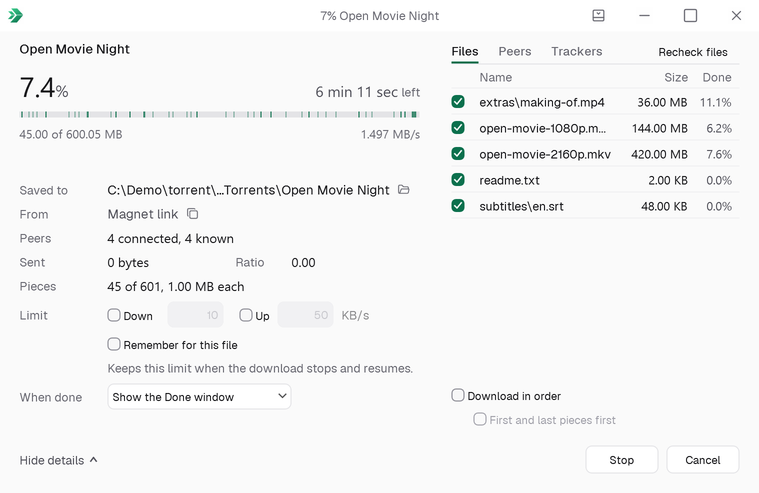 7% Open Movie Night
Open Movie Night
7.4%
6 min 11 sec left
45.00 of 600.05 MB
1.497 MB/s
Saved to C:\Demo\torrent\...Torrents\Open Movie Night
From Magnet link
Peers 4 connected, 4 known
Sent 0 bytes Ratio 0.00
Pieces 45 of 601, 1.00 MB each
Limit Down 10 Up 50 KB/s
Remember for this file
Keeps this limit when the download stops and resumes.
When done Show the Done window
Hide details
Files Peers Trackers Recheck files
Name Size Done
extras\making-of.mp4 36.00 MB 11.1%
open-movie-1080p.m... 144.00 MB 6.2%
open-movie-2160p.mkv 420.00 MB 7.6%
readme.txt 2.00 KB 0.0%
subtitles\en.srt 48.00 KB 0.0%
Download in order
First and last pieces first
Stop Cancel